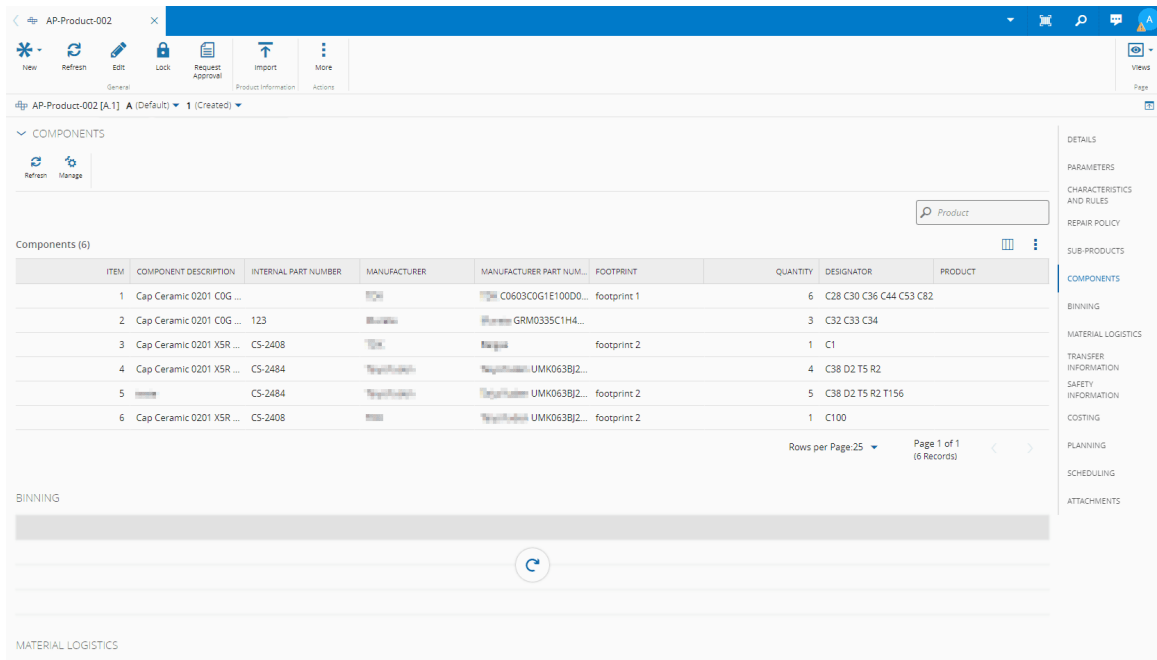 AP-Product-002
A
New
Refresh
Edit
Lock
Request
Approval
Import
More
Views
General
Product Information
Actions
Page
AP-Product-002 [A.1] A (Default) 1 (Created)
COMPONENTS
Refresh
Manage
Product
Components (6)
ITEM COMPONENT DESCRIPTION INTERNAL PART NUMBER MANUFACTURER MANUFACTURER PART NUM... FOOTPRINT QUANTITY DESIGNATOR PRODUCT
1 Cap Ceramic 0201 C0G ... C0603C0G1E100D0... footprint 1 6 C28 C30 C36 C44 C53 C82
2 Cap Ceramic 0201 C0G ... 123 GRM0335C1H4... 3 C32 C33 C34
3 Cap Ceramic 0201 X5R ... CS-2408 footprint 2 1 C1
4 Cap Ceramic 0201 X5R ... CS-2484 UMK063BJ2... 4 C38 D2 T5 R2
5 CS-2484 UMK063BJ2... footprint 2 5 C38 D2 T5 R2 T156
6 Cap Ceramic 0201 X5R ... CS-2408 UMK063BJ2... footprint 2 1 C100
Rows per Page:25
Page 1 of 1
(6 Records)
BINNING
MATERIAL LOGISTICS
DETAILS
PARAMETERS
CHARACTERISTICS
AND RULES
REPAIR POLICY
SUB-PRODUCTS
COMPONENTS
BINNING
MATERIAL LOGISTICS
TRANSFER
INFORMATION
SAFETY
INFORMATION
COSTING
PLANNING
SCHEDULING
ATTACHMENTS